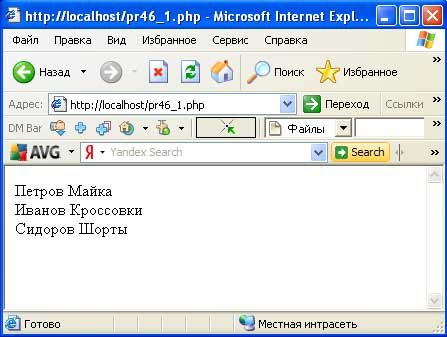 http://localhost/pr46_1.php - Microsoft Internet Expl...
Файл Правка Вид Избранное Сервис Справка
Назад Поиск Избранное
Адрес: http://localhost/pr46_1.php Переход Ссылки
DM Bar Файлы
AVG Я Yandex Search Search
Петров Майка
Иванов Кроссовки
Сидоров Шорты
Готово Местная интрасеть